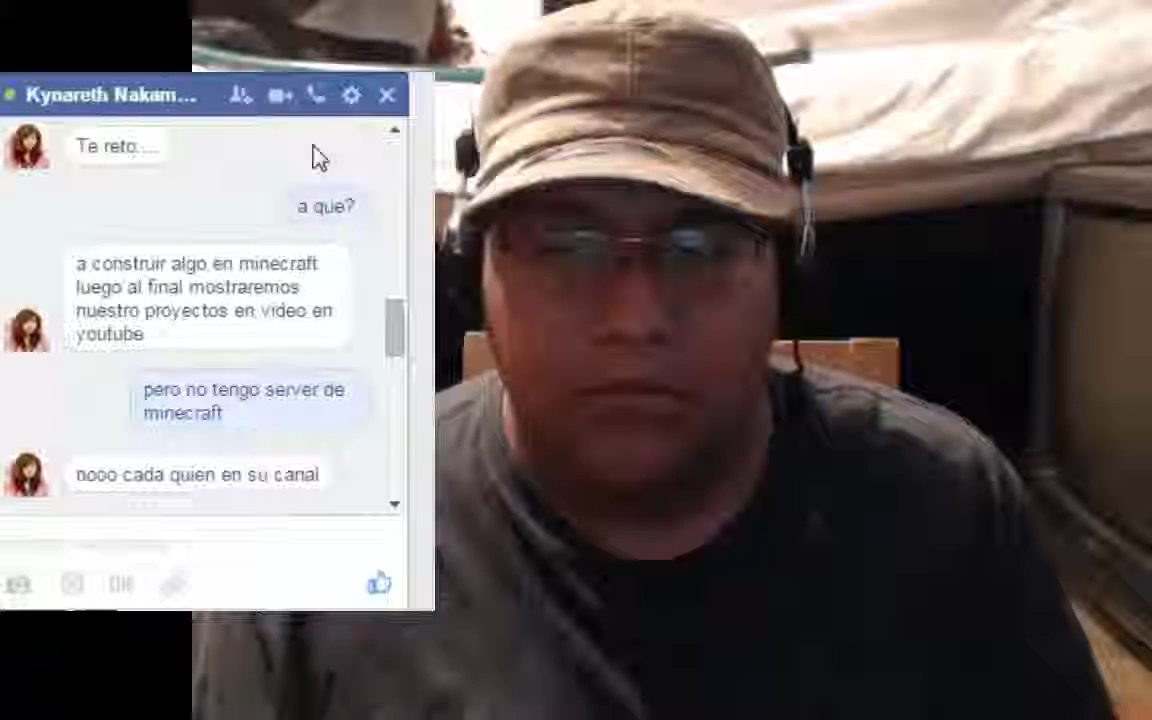 Kynareth Nakam...
Te reto....
a que?
a construir algo en minecraft
luego al final mostraremos
nuestro proyectos en video en
youtube
pero no tengo server de
minecraft
nooo cada quien en su canal